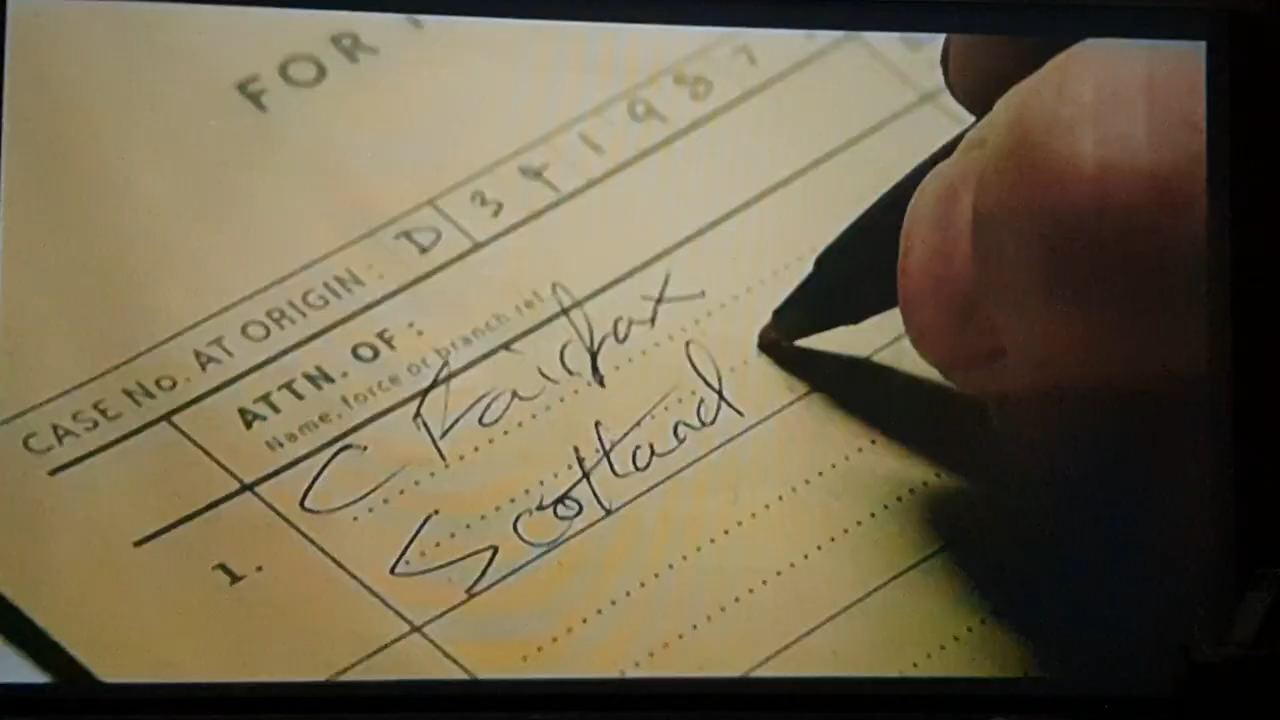 FOR
CASE No. AT ORIGIN: D 3 4 1 9 8 7
ATTN. OF:
Name, force or branch ref
1. C Fairfax
Scotland